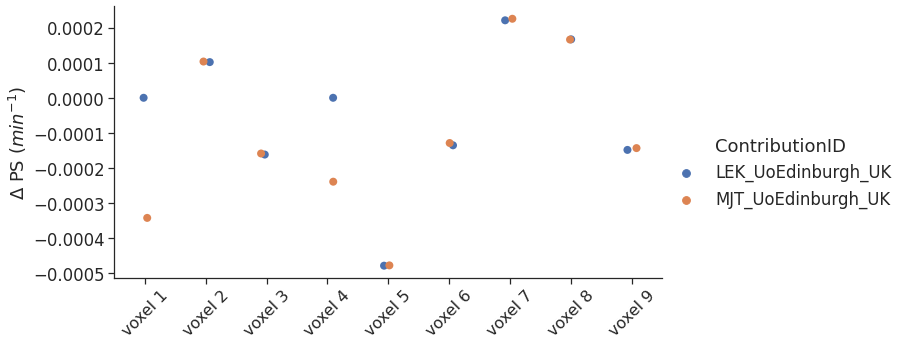 0.0002
0.0001
0.0000
−0.0001
−0.0002
−0.0003
−0.0004
−0.0005
Δ PS (min⁻¹)
voxel 1
voxel 2
voxel 3
voxel 4
voxel 5
voxel 6
voxel 7
voxel 8
voxel 9
ContributionID
LEK_UoEdinburgh_UK
MJT_UoEdinburgh_UK